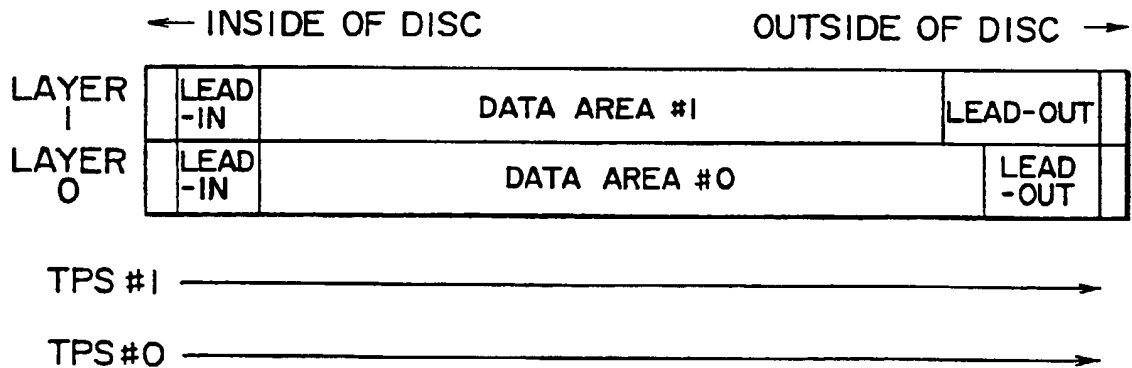 ← INSIDE OF DISC OUTSIDE OF DISC →
LAYER 1 LEAD-IN DATA AREA #1 LEAD-OUT
LAYER 0 LEAD-IN DATA AREA #0 LEAD-OUT
TPS #1
TPS #0